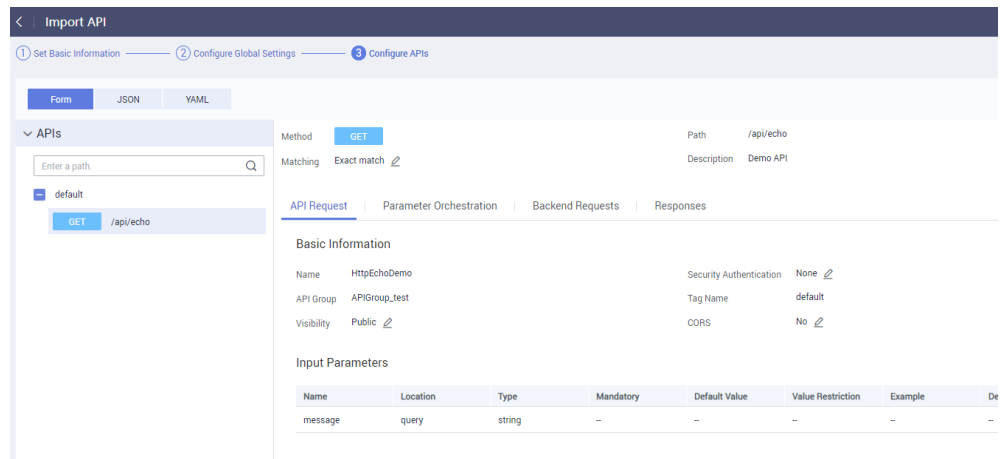 Import API
1 Set Basic Information 2 Configure Global Settings 3 Configure APIs
Form JSON YAML
APIs
Enter a path.
default
GET /api/echo
Method GET Path /api/echo
Matching Exact match Description Demo API
API Request Parameter Orchestration Backend Requests Responses
Basic Information
Name HttpEchoDemo Security Authentication None
API Group APIGroup_test Tag Name default
Visibility Public CORS No
Input Parameters
Name Location Type Mandatory Default Value Value Restriction Example De
message query string -- -- -- -- --